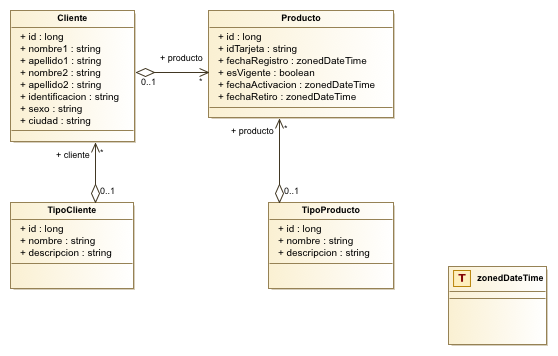 Cliente
+ id : long
+ nombre1 : string
+ apellido1 : string
+ nombre2 : string
+ apellido2 : string
+ identificacion : string
+ sexo : string
+ ciudad : string
+ producto
0..1
*
Producto
+ id : long
+ idTarjeta : string
+ fechaRegistro : zonedDateTime
+ esVigente : boolean
+ fechaActivacion : zonedDateTime
+ fechaRetiro : zonedDateTime
+ cliente
*
0..1
+ producto
*
0..1
TipoCliente
+ id : long
+ nombre : string
+ descripcion : string
TipoProducto
+ id : long
+ nombre : string
+ descripcion : string
T zonedDateTime